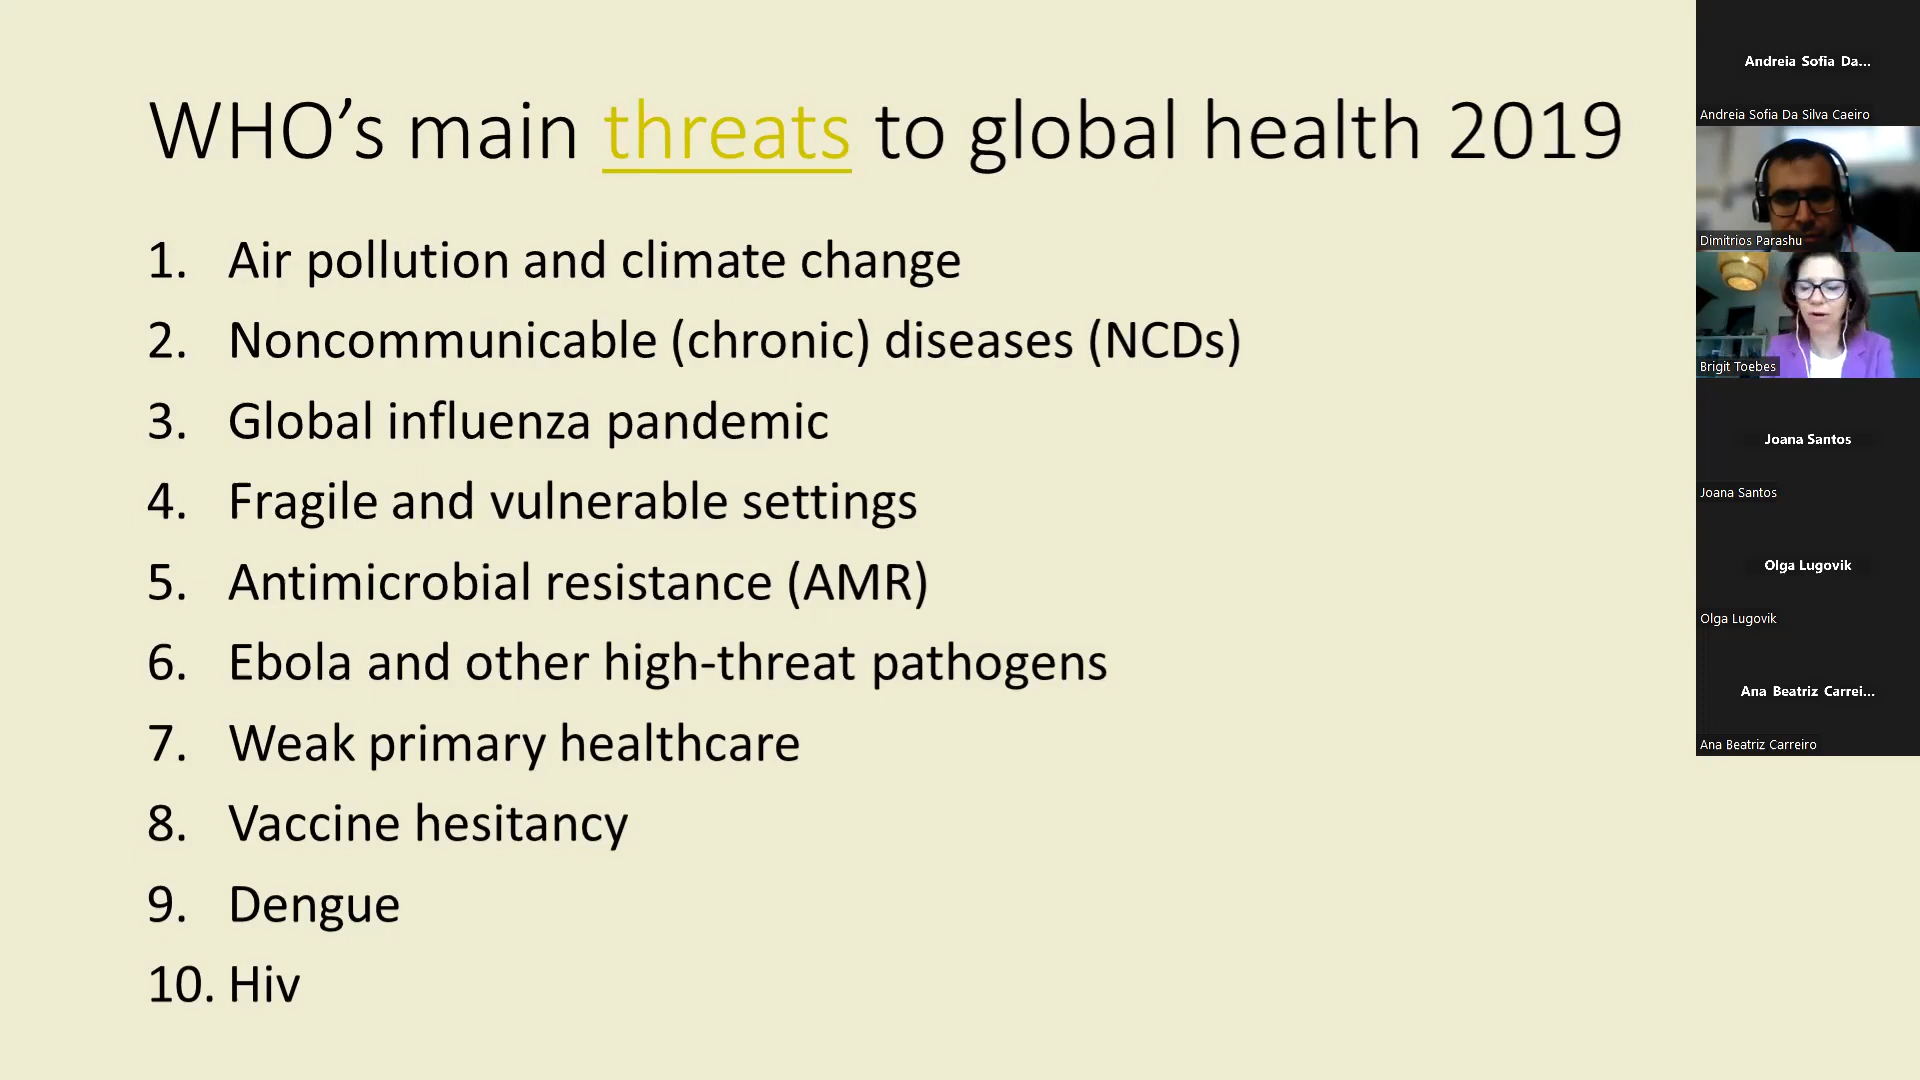 WHO’s main threats to global health 2019
1. Air pollution and climate change
2. Noncommunicable (chronic) diseases (NCDs)
3. Global influenza pandemic
4. Fragile and vulnerable settings
5. Antimicrobial resistance (AMR)
6. Ebola and other high-threat pathogens
7. Weak primary healthcare
8. Vaccine hesitancy
9. Dengue
10. Hiv
Andreia Sofia Da...
Andreia Sofia Da Silva Caeiro
Dimitrios Parashu
Brigit Toebes
Joana Santos
Joana Santos
Olga Lugovik
Olga Lugovik
Ana Beatriz Carrei...
Ana Beatriz Carreiro